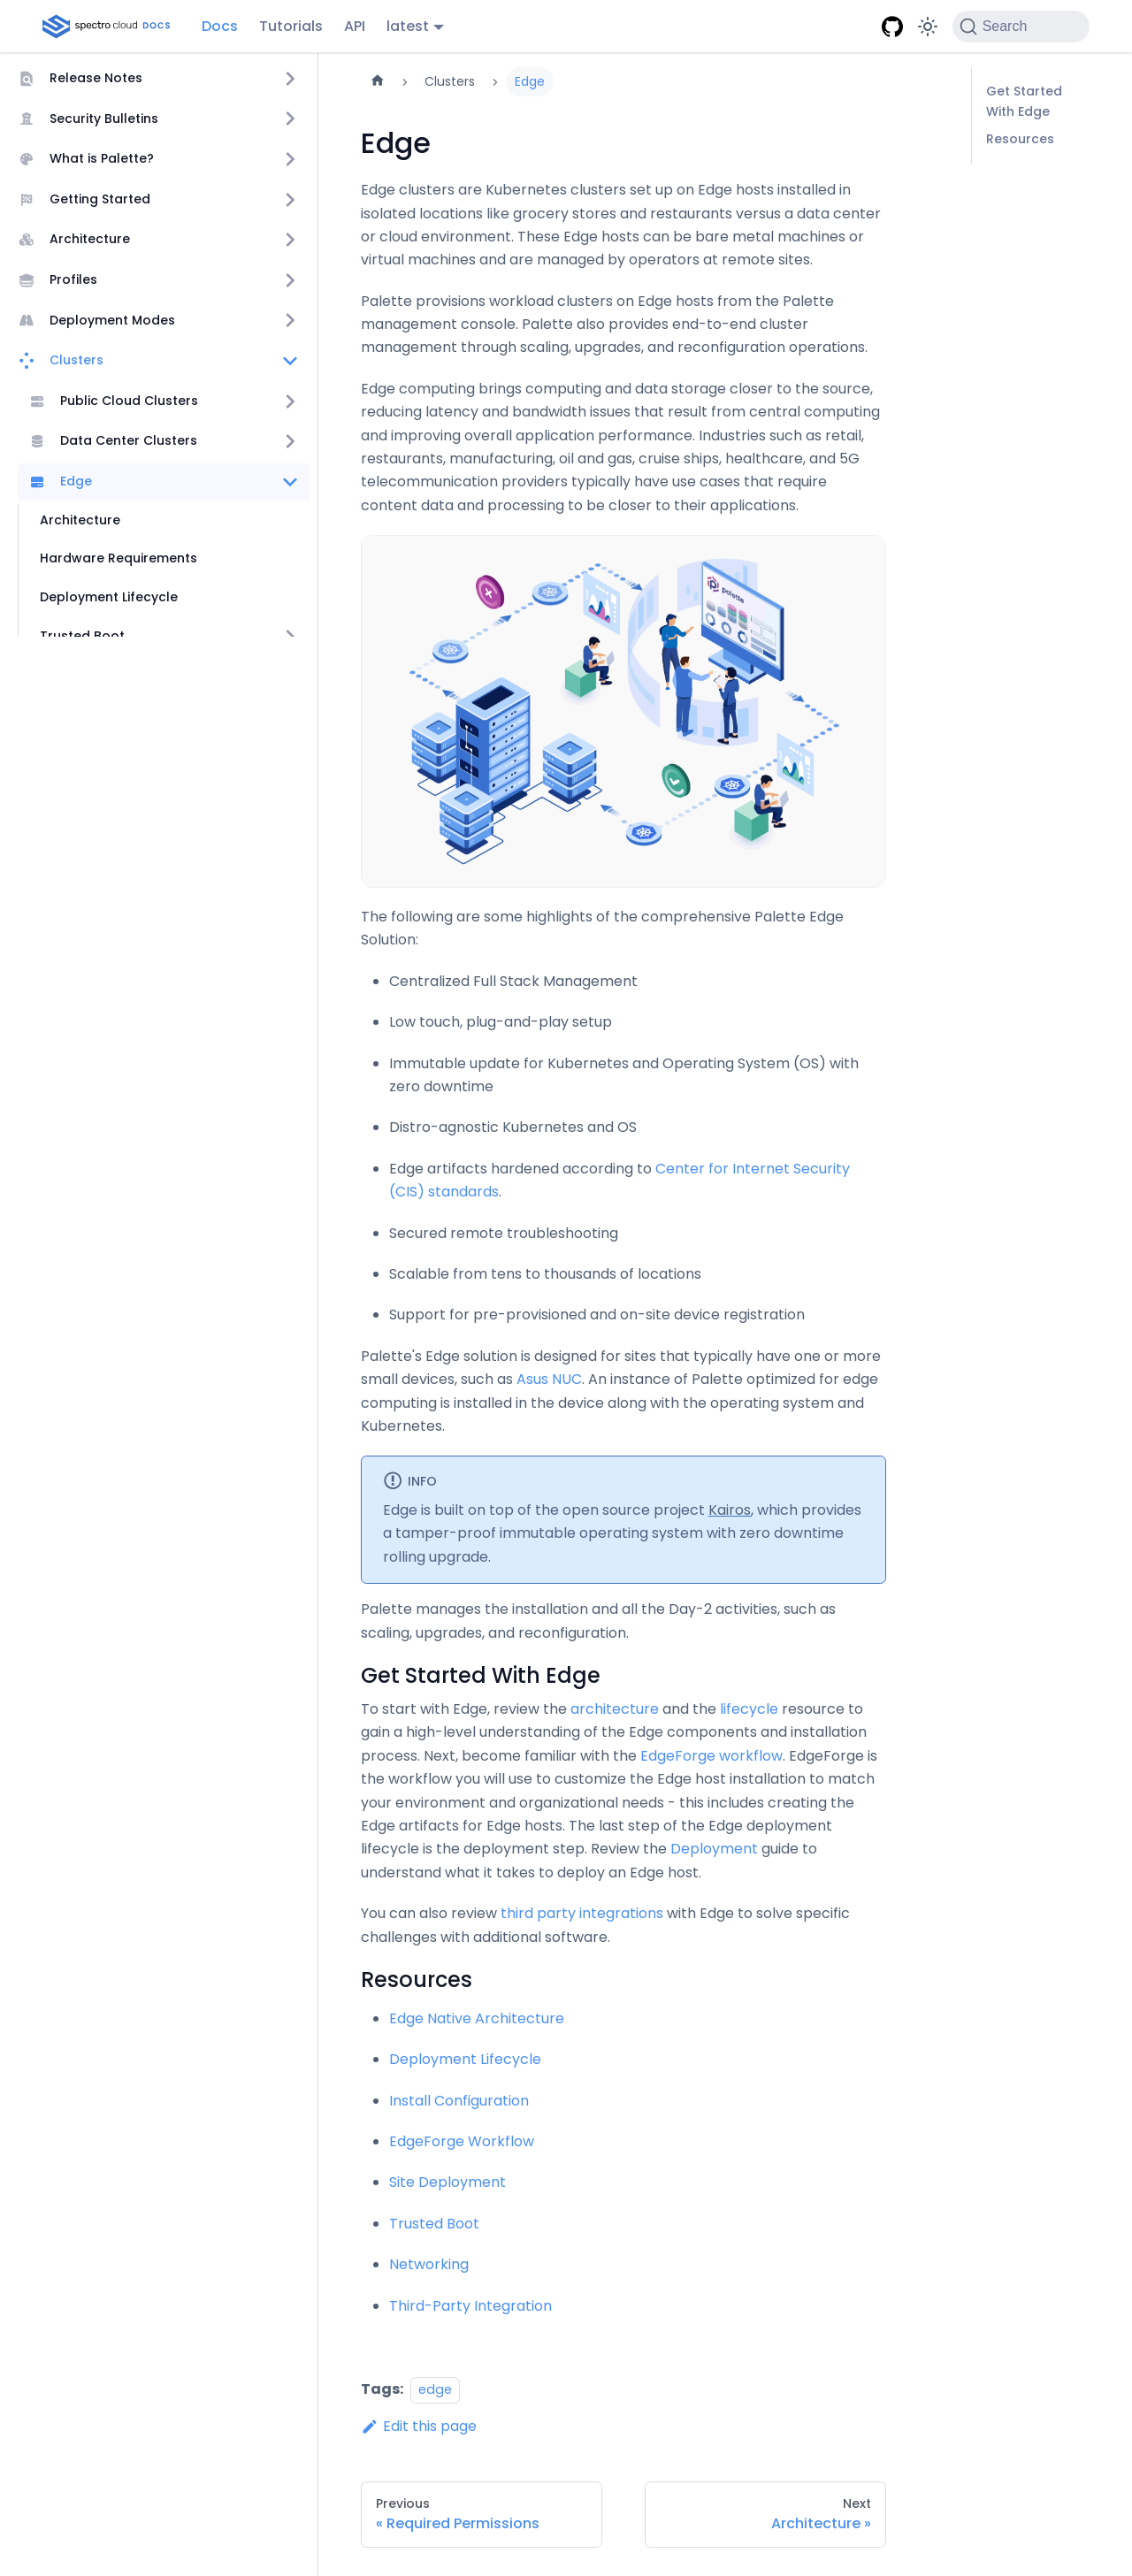 spectro cloud DOCS
Docs
Tutorials
API
latest
Search
Release Notes
Security Bulletins
What is Palette?
Getting Started
Architecture
Profiles
Deployment Modes
Clusters
Public Cloud Clusters
Data Center Clusters
Edge
Architecture
Hardware Requirements
Deployment Lifecycle
Trusted Boot
Clusters
Edge
Edge
Edge clusters are Kubernetes clusters set up on Edge hosts installed in
isolated locations like grocery stores and restaurants versus a data center
or cloud environment. These Edge hosts can be bare metal machines or
virtual machines and are managed by operators at remote sites.
Palette provisions workload clusters on Edge hosts from the Palette
management console. Palette also provides end-to-end cluster
management through scaling, upgrades, and reconfiguration operations.
Edge computing brings computing and data storage closer to the source,
reducing latency and bandwidth issues that result from central computing
and improving overall application performance. Industries such as retail,
restaurants, manufacturing, oil and gas, cruise ships, healthcare, and 5G
telecommunication providers typically have use cases that require
content data and processing to be closer to their applications.
palette
The following are some highlights of the comprehensive Palette Edge
Solution:
Centralized Full Stack Management
Low touch, plug-and-play setup
Immutable update for Kubernetes and Operating System (OS) with
zero downtime
Distro-agnostic Kubernetes and OS
Edge artifacts hardened according to Center for Internet Security
(CIS) standards.
Secured remote troubleshooting
Scalable from tens to thousands of locations
Support for pre-provisioned and on-site device registration
Palette's Edge solution is designed for sites that typically have one or more
small devices, such as Asus NUC. An instance of Palette optimized for edge
computing is installed in the device along with the operating system and
Kubernetes.
INFO
Edge is built on top of the open source project Kairos, which provides
a tamper-proof immutable operating system with zero downtime
rolling upgrade.
Palette manages the installation and all the Day-2 activities, such as
scaling, upgrades, and reconfiguration.
Get Started With Edge
To start with Edge, review the architecture and the lifecycle resource to
gain a high-level understanding of the Edge components and installation
process. Next, become familiar with the EdgeForge workflow. EdgeForge is
the workflow you will use to customize the Edge host installation to match
your environment and organizational needs - this includes creating the
Edge artifacts for Edge hosts. The last step of the Edge deployment
lifecycle is the deployment step. Review the Deployment guide to
understand what it takes to deploy an Edge host.
You can also review third party integrations with Edge to solve specific
challenges with additional software.
Resources
Edge Native Architecture
Deployment Lifecycle
Install Configuration
EdgeForge Workflow
Site Deployment
Trusted Boot
Networking
Third-Party Integration
Tags: edge
Edit this page
Previous
« Required Permissions
Next
Architecture »
Get Started
With Edge
Resources